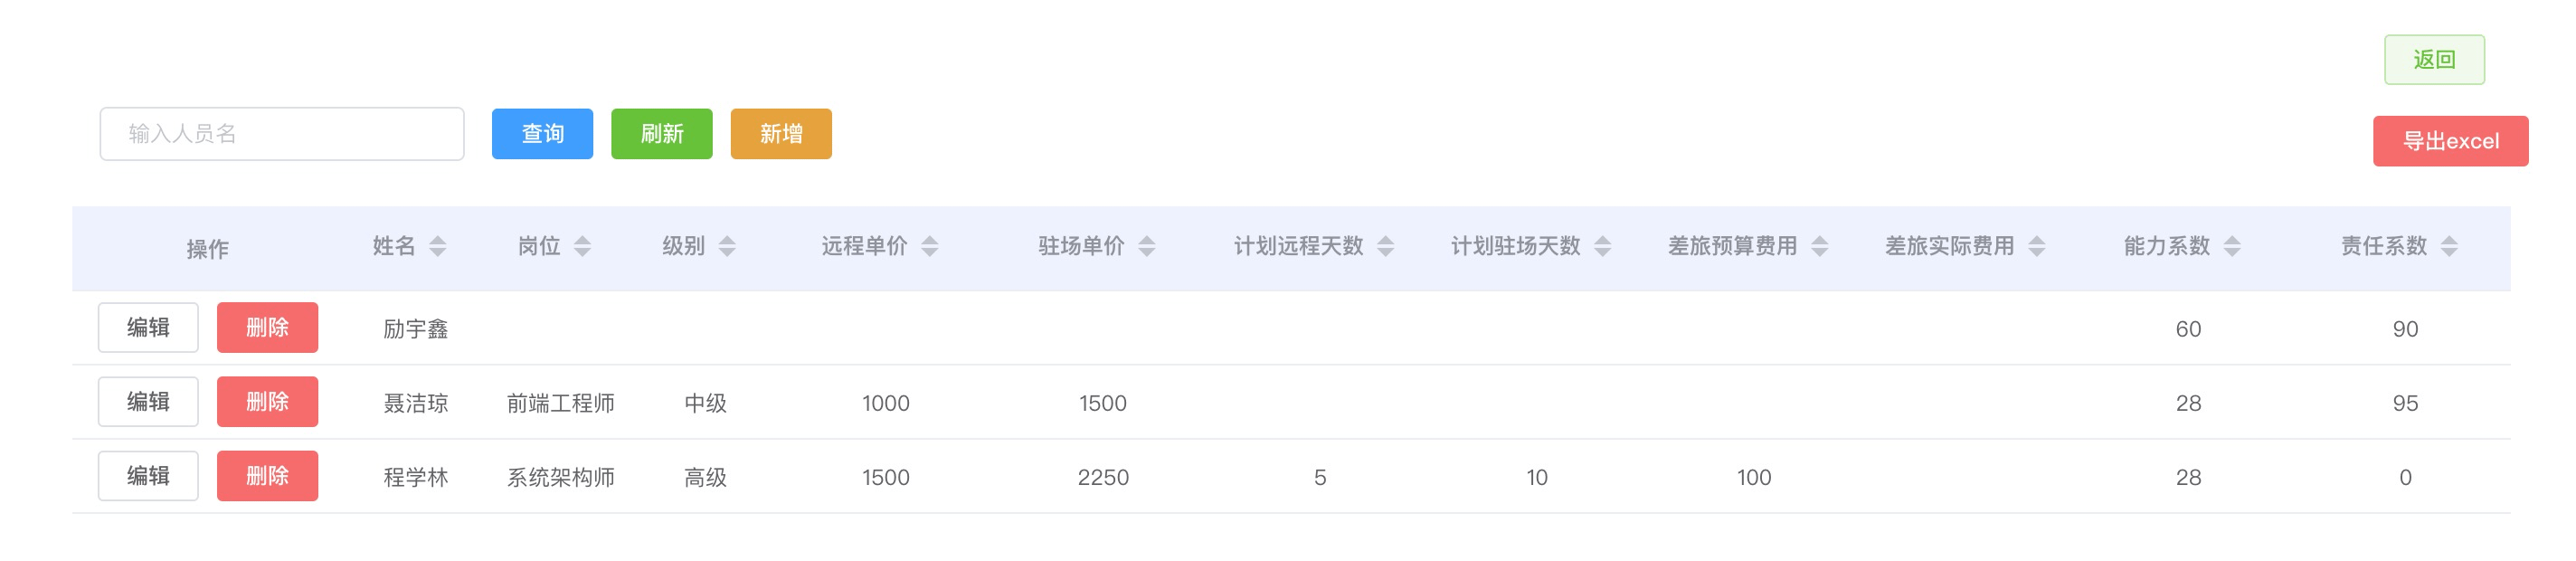 返回
输入人员名 查询 刷新 新增 导出excel
操作 姓名 岗位 级别 远程单价 驻场单价 计划远程天数 计划驻场天数 差旅预算费用 差旅实际费用 能力系数 责任系数
编辑 删除 励宇鑫 60 90
编辑 删除 聂洁琼 前端工程师 中级 1000 1500 28 95
编辑 删除 程学林 系统架构师 高级 1500 2250 5 10 100 28 0